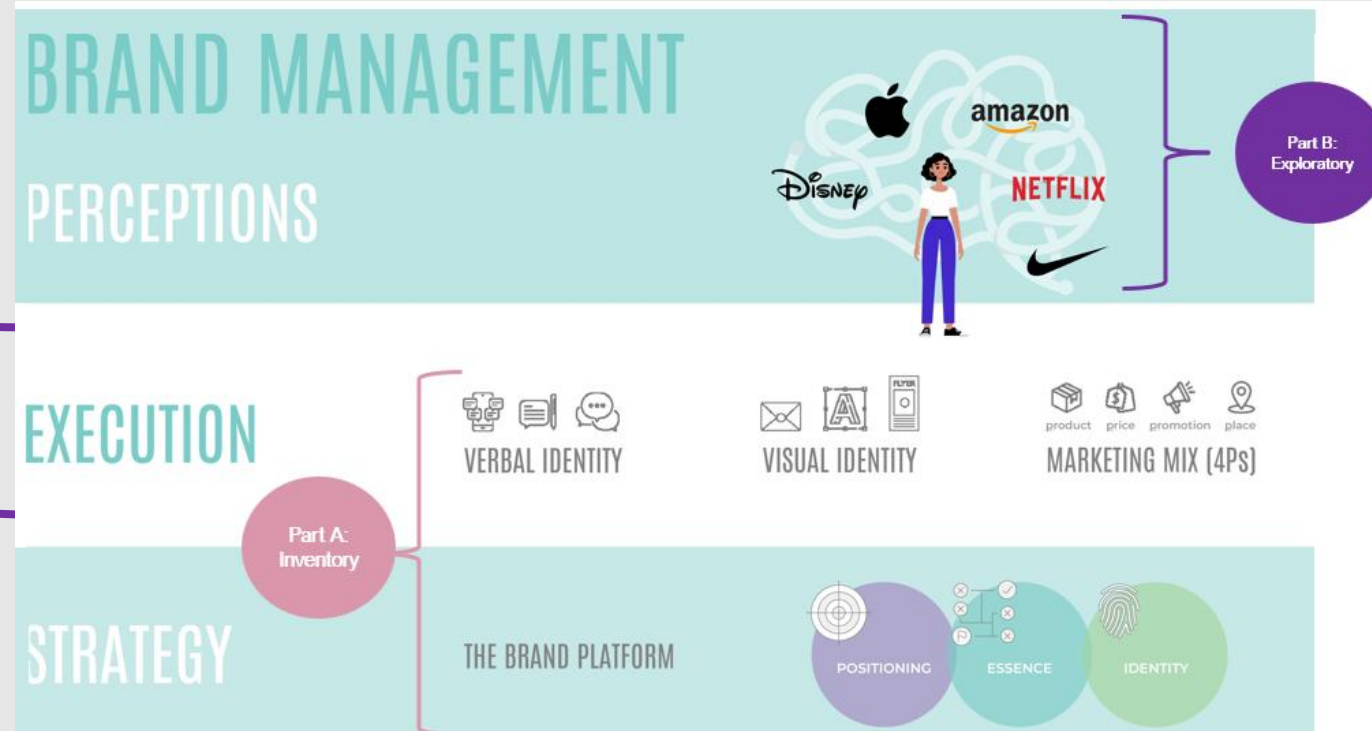 BRAND MANAGEMENT
PERCEPTIONS
amazon
Disney
NETFLIX
Part B:
Exploratory
EXECUTION
FLYER
A
product price promotion place
VERBAL IDENTITY
VISUAL IDENTITY
MARKETING MIX (4Ps)
Part A:
Inventory
STRATEGY
THE BRAND PLATFORM
POSITIONING
ESSENCE
IDENTITY